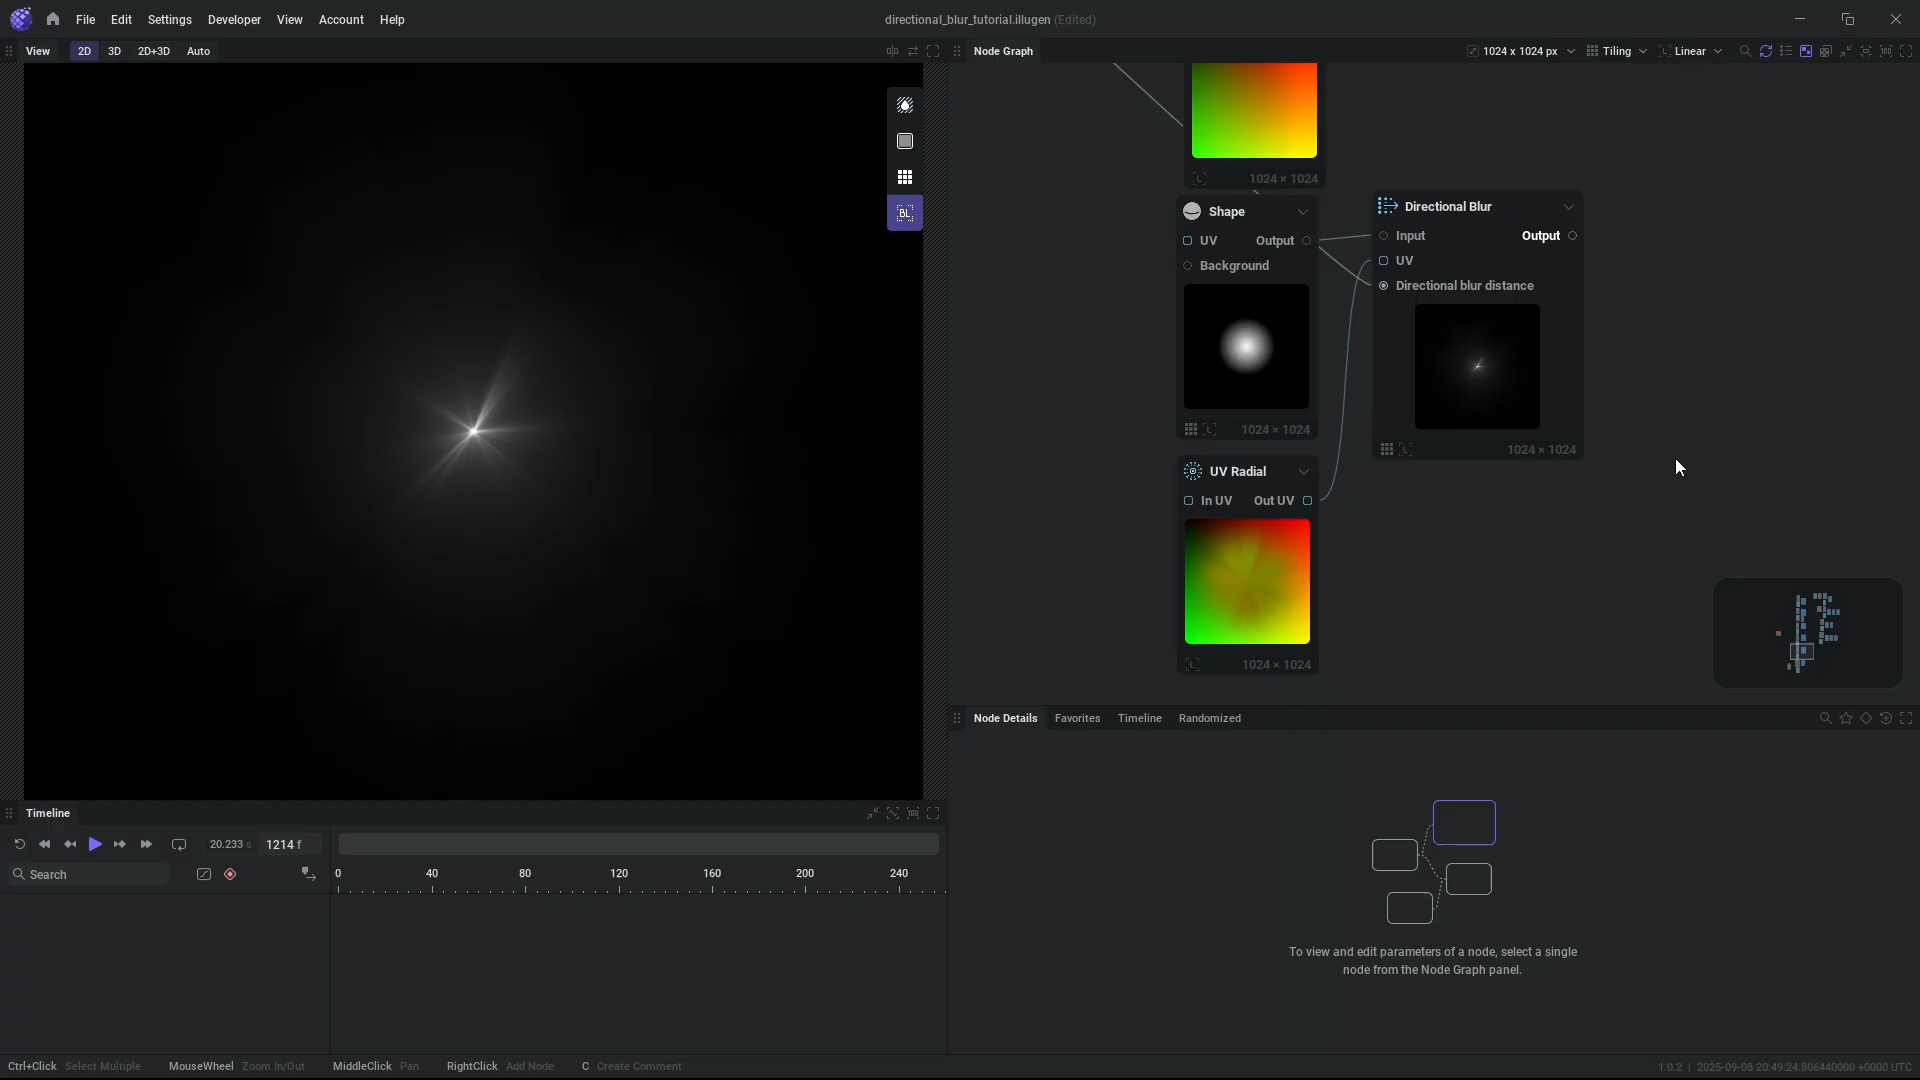 File Edit Settings Developer View Account Help
directional_blur_tutorial.illugen (Edited)
View 2D 3D 2D+3D Auto
BL
Node Graph
1024 x 1024 px Tiling L Linear 100
L 1024 × 1024
Shape
UV Output
Background
L 1024 × 1024
Directional Blur
Input Output
UV
Directional blur distance
L 1024 × 1024
UV Radial
In UV Out UV
L 1024 × 1024
Node Details Favorites Timeline Randomized
To view and edit parameters of a node, select a single
node from the Node Graph panel.
Timeline
100
20.233 s 1214 f
Search
0 40 80 120 160 200 240
Ctrl+Click Select Multiple MouseWheel Zoom In/Out MiddleClick Pan RightClick Add Node C Create Comment
1.0.2 | 2025-09-08 20:49:24.806440000 +0000 UTC